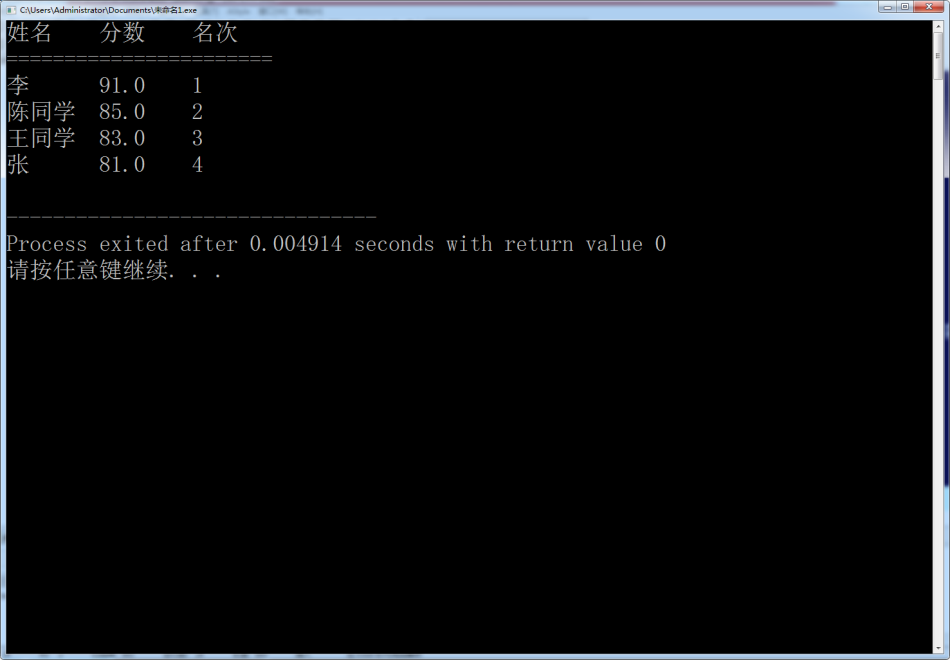 C:\Users\Administrator\Documents\未命名1.exe
姓名 分数 名次
=======================
李 91.0 1
陈同学 85.0 2
王同学 83.0 3
张 81.0 4
--------------------------------
Process exited after 0.004914 seconds with return value 0
请按任意键继续. . .